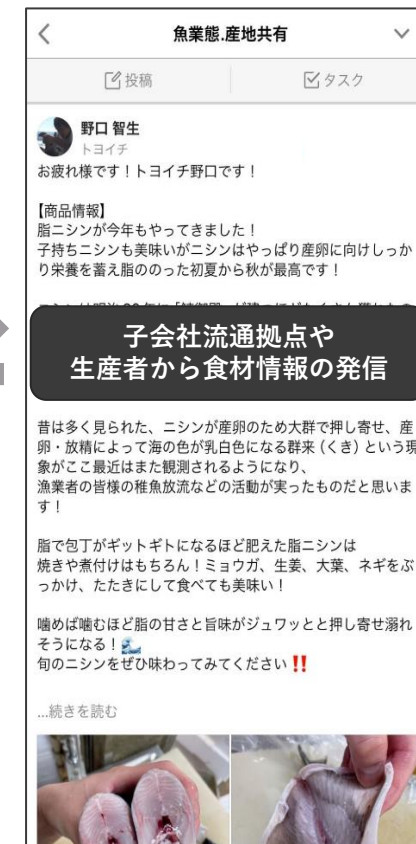 魚業態.産地共有
投稿
タスク
野口 智生
トヨイチ
お疲れ様です！トヨイチ野口です！
【商品情報】
脂ニシンが今年もやってきました！
子持ちニシンも美味いがニシンはやっぱり産卵に向けしっか
り栄養を蓄え脂ののった初夏から秋が最高です！
子会社流通拠点や
生産者から食材情報の発信
昔は多く見られた、ニシンが産卵のため大群で押し寄せ、産
卵・放精によって海の色が乳白色になる群来（くき）という現
象がここ最近はまた観測されるようになり、
漁業者の皆様の稚魚放流などの活動が実ったものだと思いま
す！
脂で包丁がギットギトになるほど肥えた脂ニシンは
焼きや煮付けはもちろん！ミョウガ、生姜、大葉、ネギをぶ
っかけ、たたきにして食べても美味い！
噛めば噛むほど脂の甘さと旨味がジュワッとと押し寄せ溺れ
そうになる！🌊
旬のニシンをぜひ味わってみてください‼️
...続きを読む